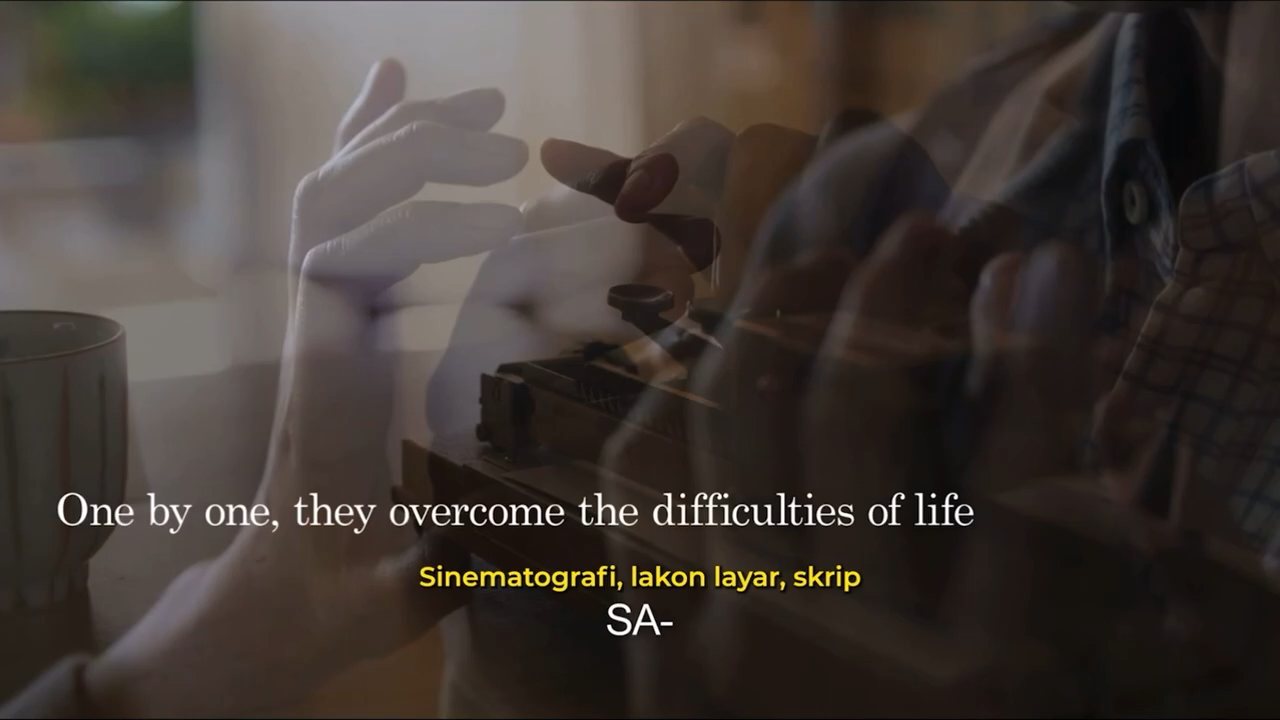 One by one, they overcome the difficulties of life
Sinematografi, lakon layar, skrip
SA-